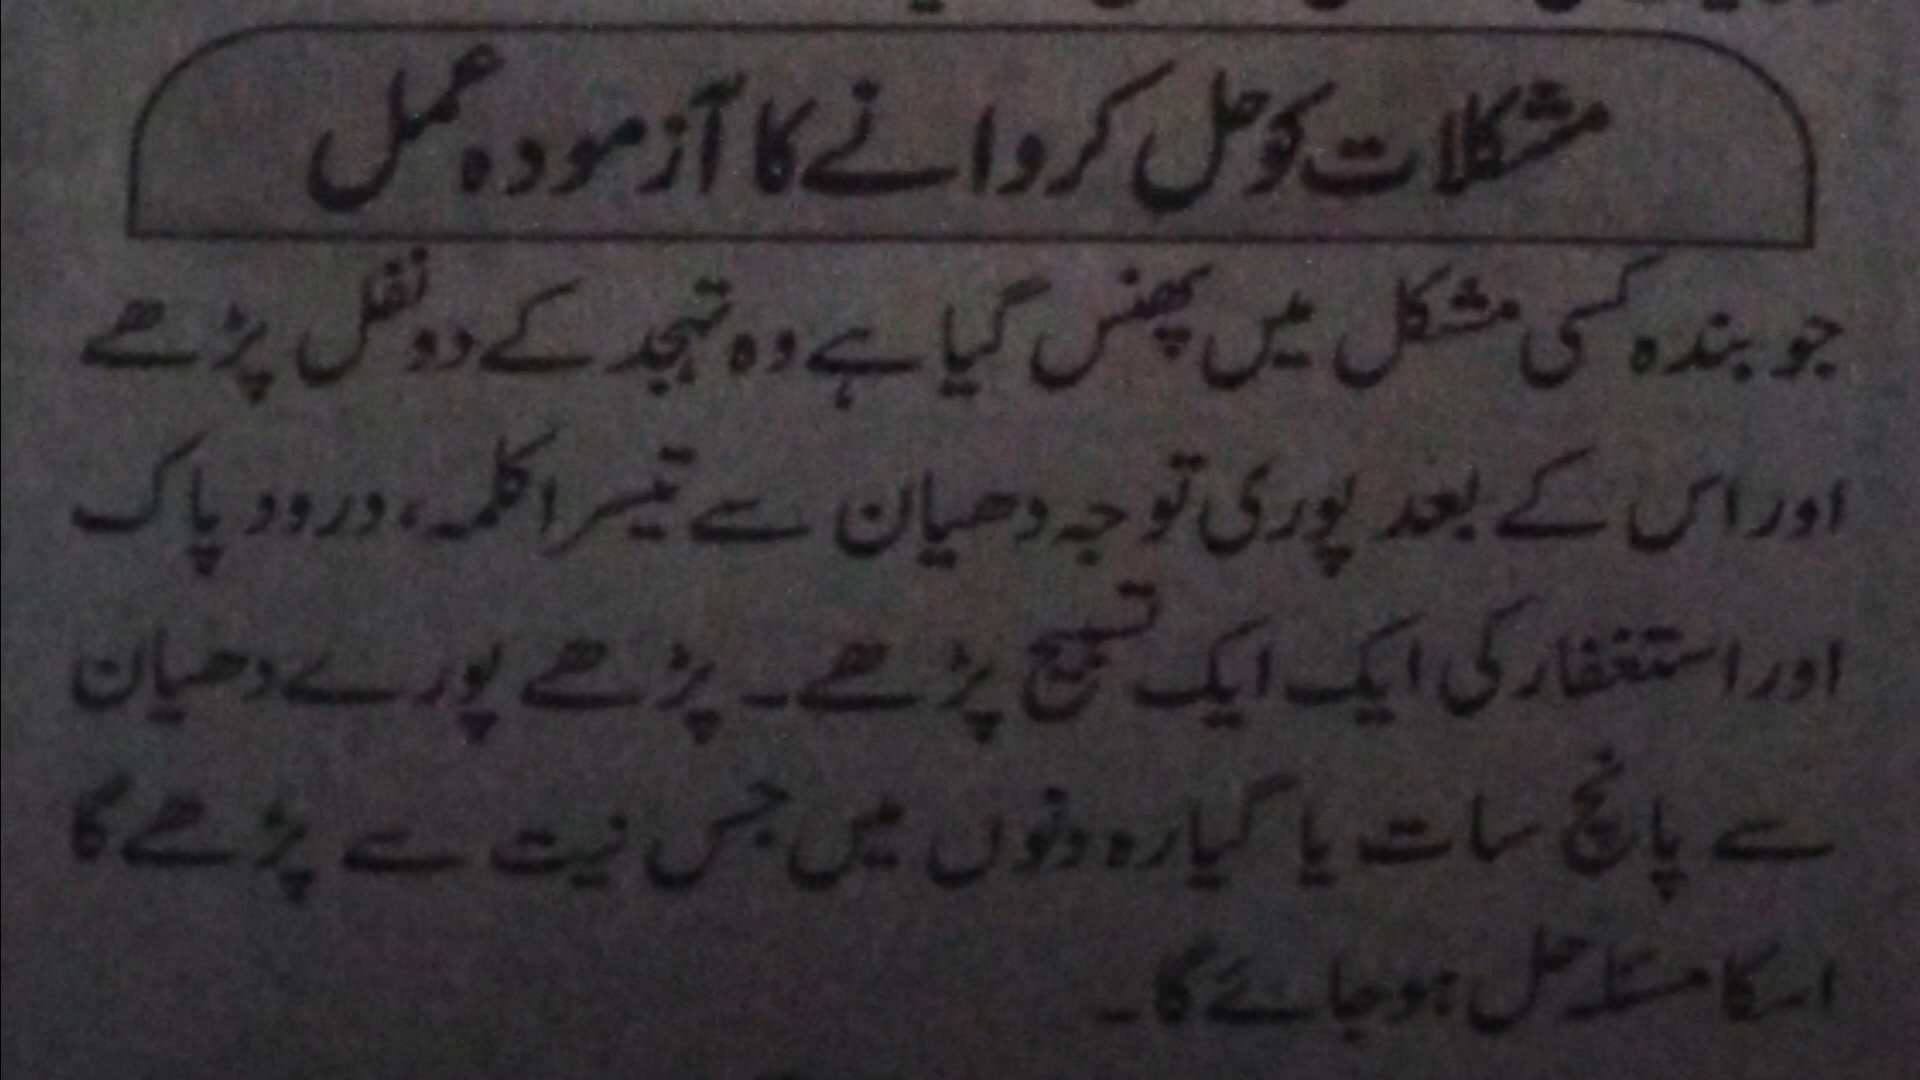 مشکلات کو حل کروانے کا آزمودہ عمل
جو بندہ کسی مشکل میں پھنس گیا ہے وہ تہجد کے دو نفل پڑھے
اور اس کے بعد پوری توجہ دھیان سے تیسرا کلمہ، درود پاک
اور استغفار کی ایک ایک تسبیح پڑھے۔ پڑھے پورے دھیان
سے پانچ سات یا گیارہ دنوں میں جس نیت سے پڑھے گا
اسکا مسئلہ حل ہو جائے گا۔